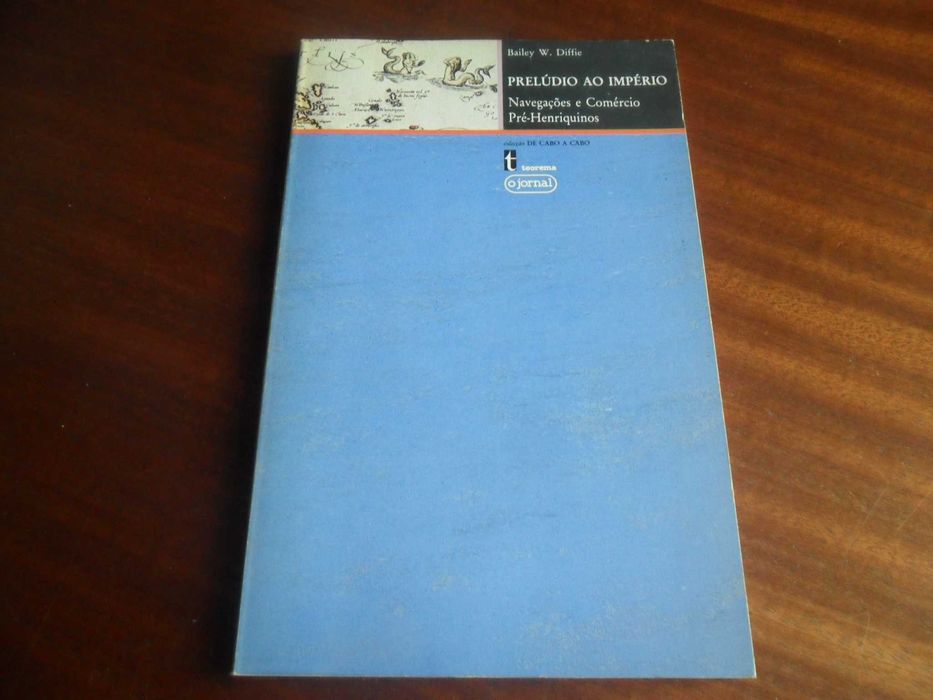 Bailey W. Diffie
PRELÚDIO AO IMPÉRIO
Navegações e Comércio
Pré-Henriquinos
colecção DE CABO A CABO
t teorema
o jornal